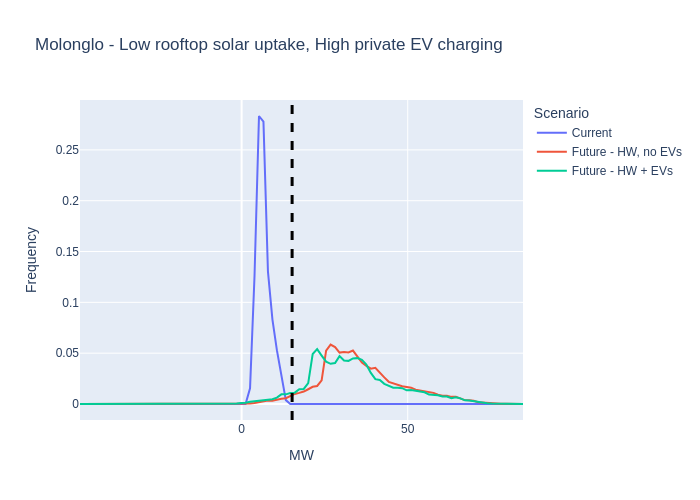 Molonglo - Low rooftop solar uptake, High private EV charging
Scenario
Current
Future - HW, no EVs
Future - HW + EVs
Frequency
0.25
0.2
0.15
0.1
0.05
0
0
50
MW